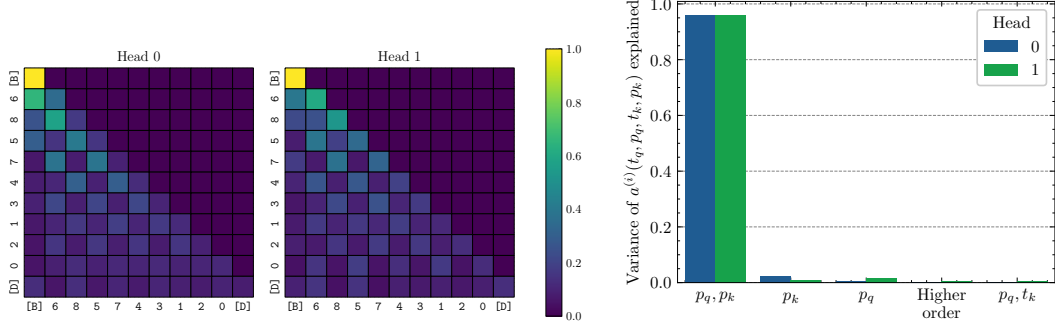 Head 0
Head 1
[B]
6
8
5
7
4
3
1
2
0
[D]
[B]
6
8
5
7
4
3
1
2
0
[D]
[B] 6 8 5 7 4 3 1 2 0 [D]
[B] 6 8 5 7 4 3 1 2 0 [D]
1.0
0.8
0.6
0.4
0.2
0.0
Variance of a⁽ⁱ⁾(t_q, p_q, t_k, p_k) explained
1.0
0.8
0.6
0.4
0.2
0.0
Head
0
1
p_q, p_k
p_k
p_q
Higher
order
p_q, t_k